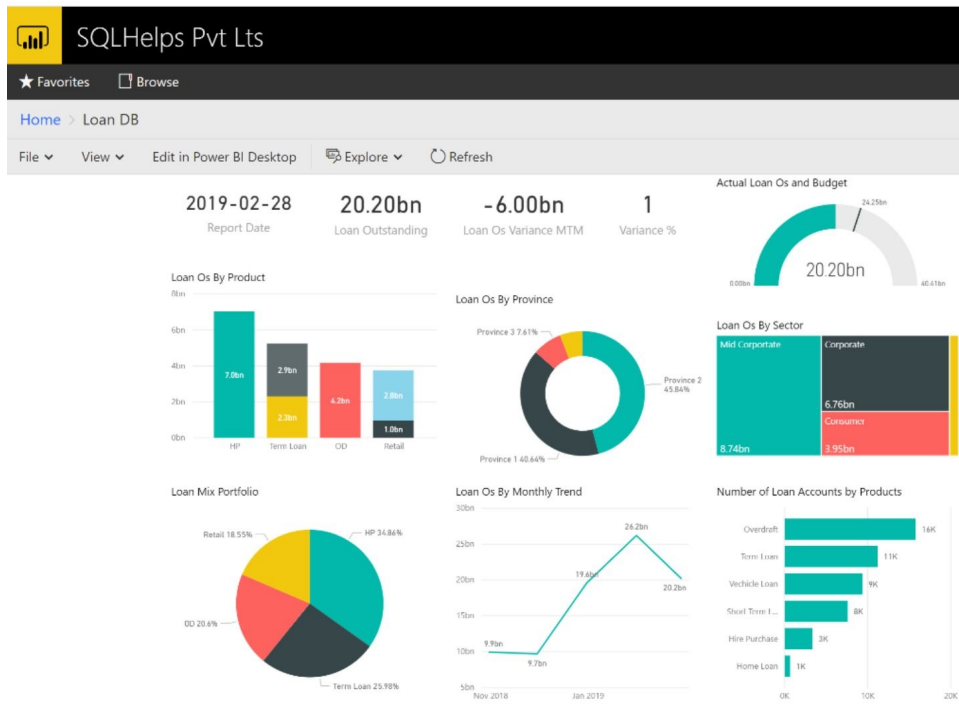 SQLHelps Pvt Lts
Favorites Browse
Home > Loan DB
File View Edit in Power BI Desktop Explore Refresh
2019-02-28 20.20bn -6.00bn 1
Report Date Loan Outstanding Loan Os Variance MTM Variance %
Actual Loan Os and Budget
24.25bn
20.20bn
0.00bn 40.41bn
Loan Os By Product
8bn
6bn
4bn
2bn
0bn
7.0bn
2.9bn
2.3bn
4.2bn
2.8bn
1.0bn
HP Term Loan OD Retail
Loan Os By Province
Province 3 7.61%
Province 2
45.84%
Province 1 40.64%
Loan Os By Sector
Mid Corportate Corporate
6.76bn
Consumer
8.74bn 3.95bn
Loan Mix Portfolio
Retail 18.55% HP 34.86%
OD 20.6%
Term Loan 25.98%
Loan Os By Monthly Trend
30bn
25bn
20bn
15bn
10bn
5bn
9.9bn
9.7bn
19.6bn
26.2bn
20.2bn
Nov 2018 Jan 2019
Number of Loan Accounts by Products
Overdraft 16K
Term Loan 11K
Vechicle Loan 9K
Short Term L... 8K
Hire Purchase 3K
Home Loan 1K
0K 10K 20K